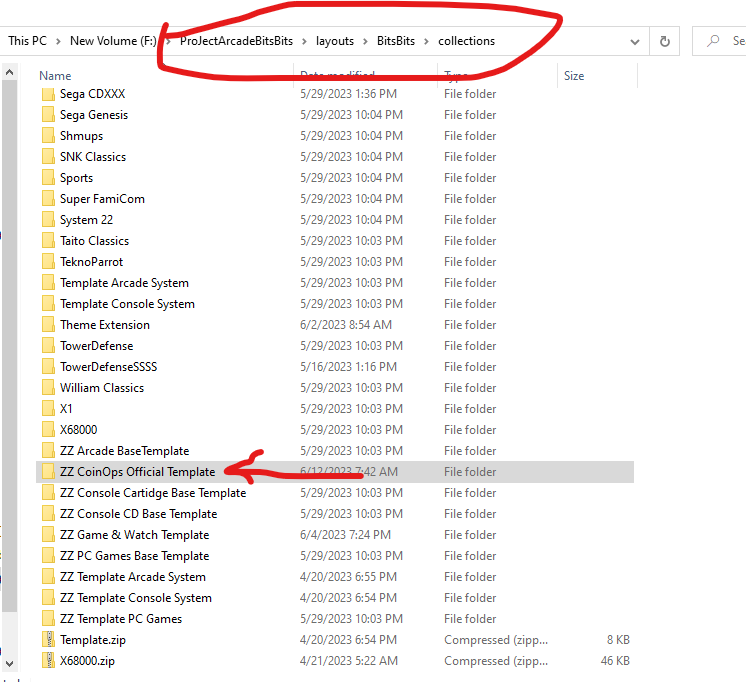 This PC > New Volume (F:) > ProJectArcadeBitsBits > layouts > BitsBits > collections Se
Name Date modified Type Size
Sega CDXXX 5/29/2023 1:36 PM File folder
Sega Genesis 5/29/2023 10:04 PM File folder
Shmups 5/29/2023 10:04 PM File folder
SNK Classics 5/29/2023 10:04 PM File folder
Sports 5/29/2023 10:04 PM File folder
Super FamiCom 5/29/2023 10:04 PM File folder
System 22 5/29/2023 10:04 PM File folder
Taito Classics 5/29/2023 10:03 PM File folder
TeknoParrot 5/29/2023 10:03 PM File folder
Template Arcade System 5/29/2023 10:03 PM File folder
Template Console System 5/29/2023 10:03 PM File folder
Theme Extension 6/2/2023 8:54 AM File folder
TowerDefense 5/29/2023 10:03 PM File folder
TowerDefenseSSSS 5/16/2023 1:16 PM File folder
William Classics 5/29/2023 10:03 PM File folder
X1 5/29/2023 10:03 PM File folder
X68000 5/29/2023 10:03 PM File folder
ZZ Arcade BaseTemplate 5/29/2023 10:03 PM File folder
ZZ CoinOps Official Template 6/12/2023 7:42 AM File folder
ZZ Console Cartidge Base Template 5/29/2023 10:03 PM File folder
ZZ Console CD Base Template 5/29/2023 10:03 PM File folder
ZZ Game & Watch Template 6/4/2023 7:24 PM File folder
ZZ PC Games Base Template 5/29/2023 10:03 PM File folder
ZZ Template Arcade System 4/20/2023 6:55 PM File folder
ZZ Template Console System 4/20/2023 6:54 PM File folder
ZZ Template PC Games 5/29/2023 10:03 PM File folder
Template.zip 4/20/2023 6:54 PM Compressed (zipp... 8 KB
X68000.zip 4/21/2023 5:22 AM Compressed (zipp... 46 KB